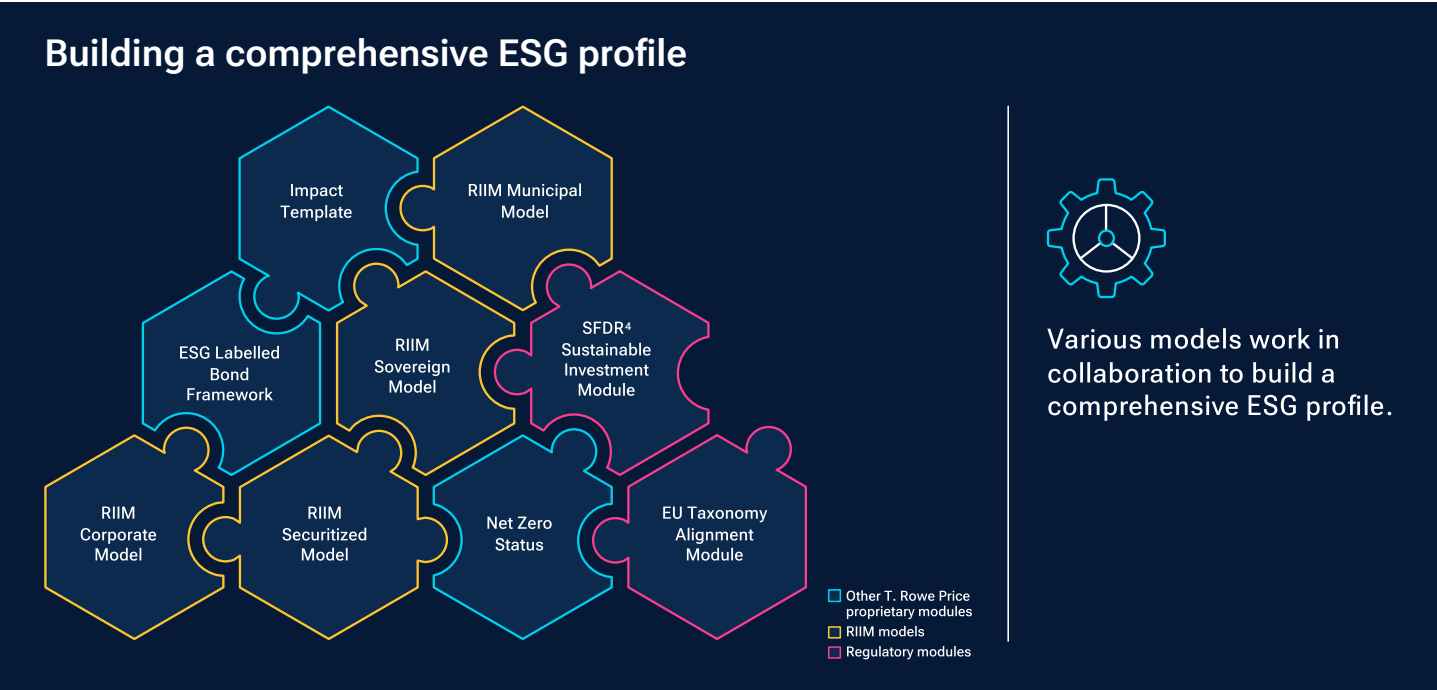 Building a comprehensive ESG profile
Impact
Template
RIIM Municipal
Model
ESG Labelled
Bond
Framework
RIIM
Sovereign
Model
SFDR⁴
Sustainable
Investment
Module
RIIM
Corporate
Model
RIIM
Securitized
Model
Net Zero
Status
EU Taxonomy
Alignment
Module
Other T. Rowe Price
proprietary modules
RIIM models
Regulatory modules
Various models work in
collaboration to build a
comprehensive ESG profile.